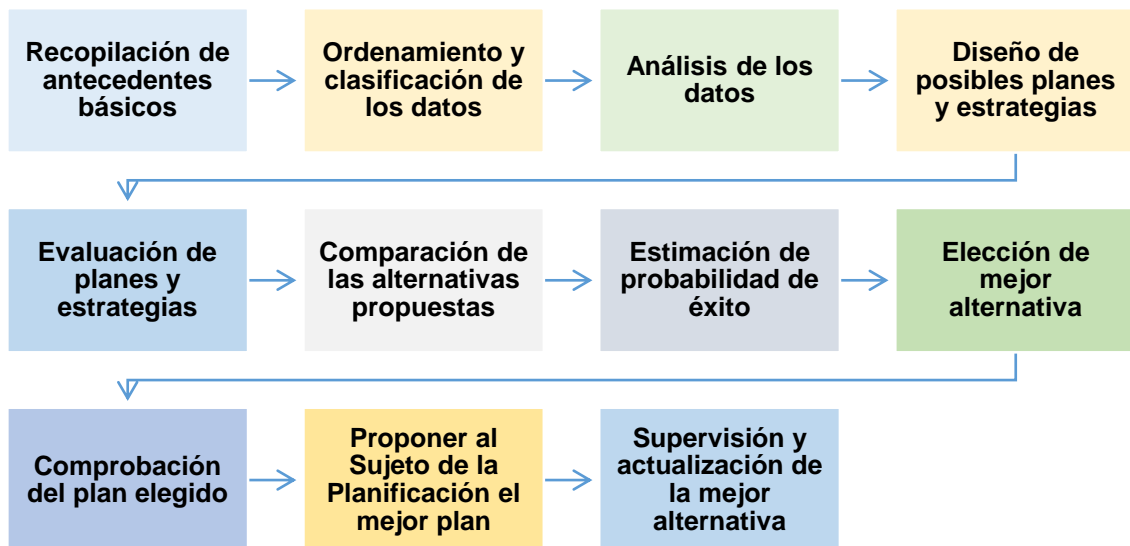 Recopilación de
antecedentes
básicos
Ordenamiento y
clasificación de
los datos
Análisis de los
datos
Diseño de
posibles planes
y estrategias
Evaluación de
planes y
estrategias
Comparación de
las alternativas
propuestas
Estimación de
probabilidad de
éxito
Elección de
mejor
alternativa
Comprobación
del plan elegido
Proponer al
Sujeto de la
Planificación el
mejor plan
Supervisión y
actualización de
la mejor
alternativa